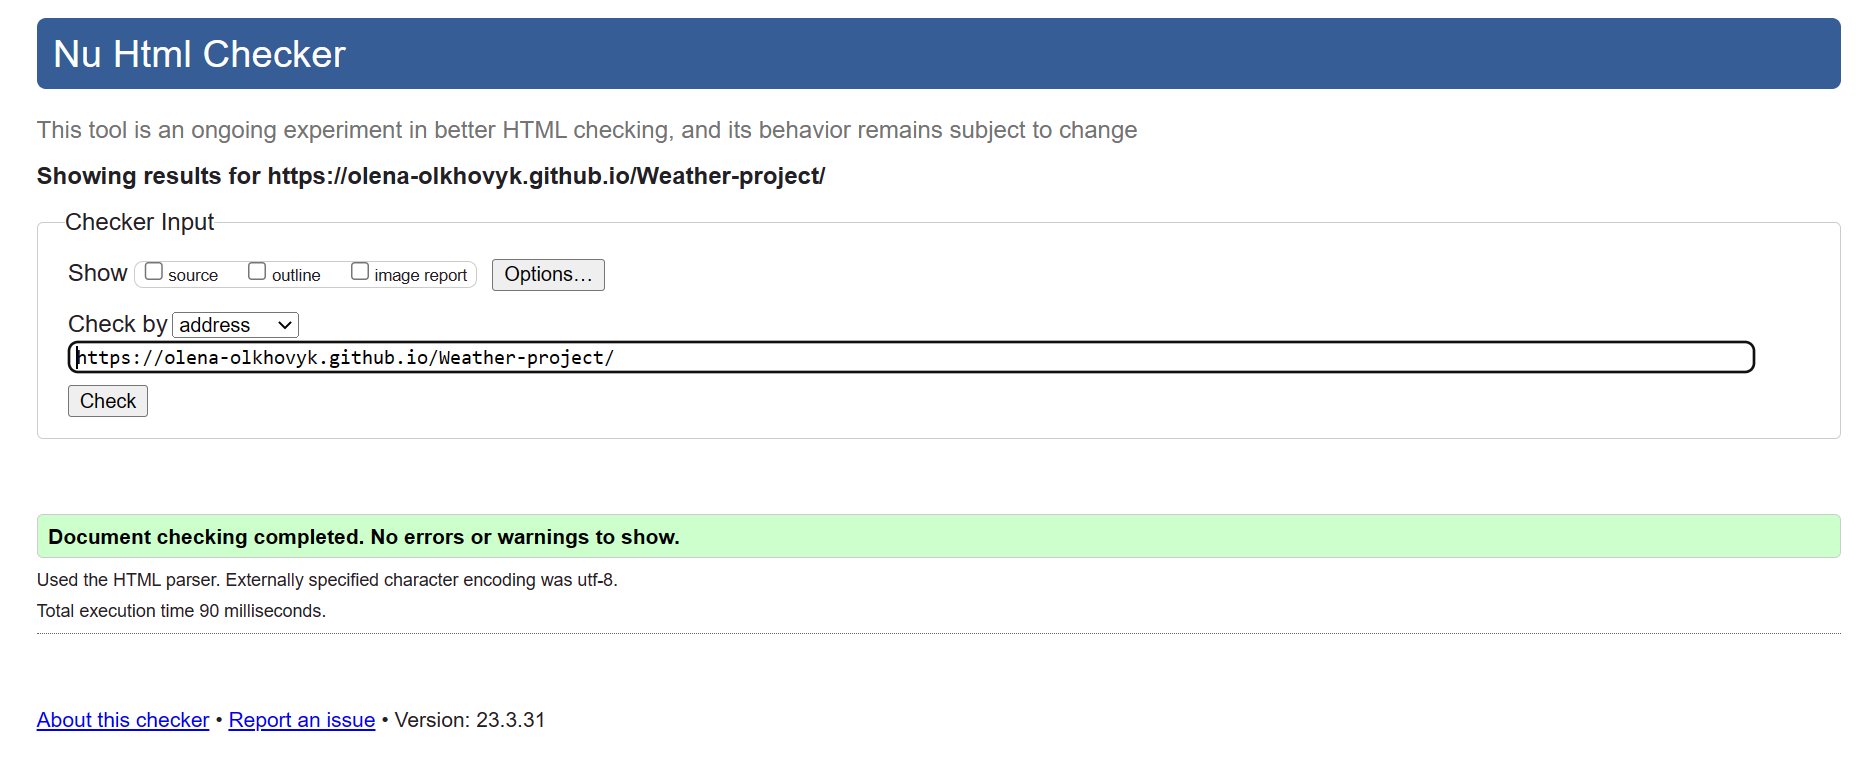 Nu Html Checker
This tool is an ongoing experiment in better HTML checking, and its behavior remains subject to change
Showing results for https://olena-olkhovyk.github.io/Weather-project/
Checker Input
Show source outline image report Options…
Check by address
https://olena-olkhovyk.github.io/Weather-project/
Check
Document checking completed. No errors or warnings to show.
Used the HTML parser. Externally specified character encoding was utf-8.
Total execution time 90 milliseconds.
About this checker • Report an issue • Version: 23.3.31